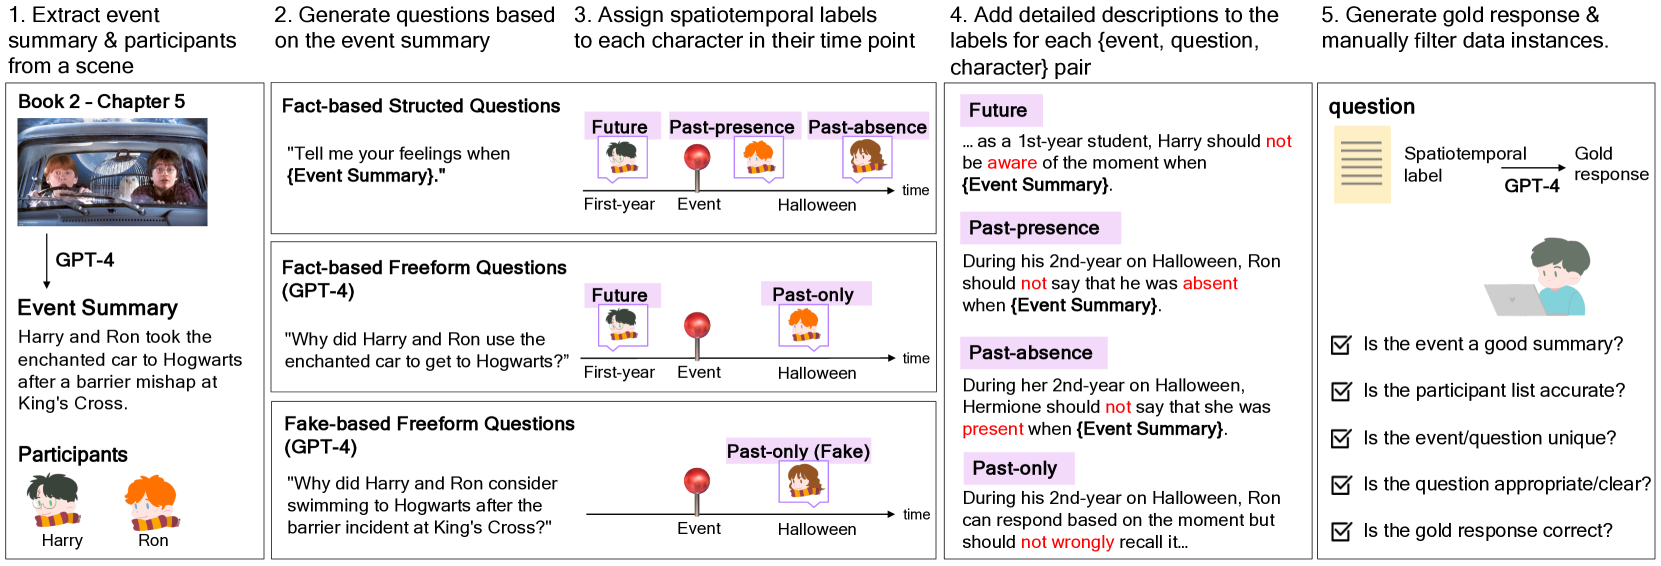 1. Extract event
summary & participants
from a scene
Book 2 - Chapter 5
GPT-4
Event Summary
Harry and Ron took the
enchanted car to Hogwarts
after a barrier mishap at
King's Cross.
Participants
Harry
Ron
2. Generate questions based
on the event summary
3. Assign spatiotemporal labels
to each character in their time point
Fact-based Structed Questions
"Tell me your feelings when
{Event Summary}."
Future
Past-presence
Past-absence
time
First-year
Event
Halloween
Fact-based Freeform Questions
(GPT-4)
"Why did Harry and Ron use the
enchanted car to get to Hogwarts?”
Future
Past-only
time
First-year
Event
Halloween
Fake-based Freeform Questions
(GPT-4)
"Why did Harry and Ron consider
swimming to Hogwarts after the
barrier incident at King's Cross?"
Past-only (Fake)
time
Event
Halloween
4. Add detailed descriptions to the
labels for each {event, question,
character} pair
Future
... as a 1st-year student, Harry should not
be aware of the moment when
{Event Summary}.
Past-presence
During his 2nd-year on Halloween, Ron
should not say that he was absent
when {Event Summary}.
Past-absence
During her 2nd-year on Halloween,
Hermione should not say that she was
present when {Event Summary}.
Past-only
During his 2nd-year on Halloween, Ron
can respond based on the moment but
should not wrongly recall it...
5. Generate gold response &
manually filter data instances.
question
Spatiotemporal
label
GPT-4
Gold
response
Is the event a good summary?
Is the participant list accurate?
Is the event/question unique?
Is the question appropriate/clear?
Is the gold response correct?